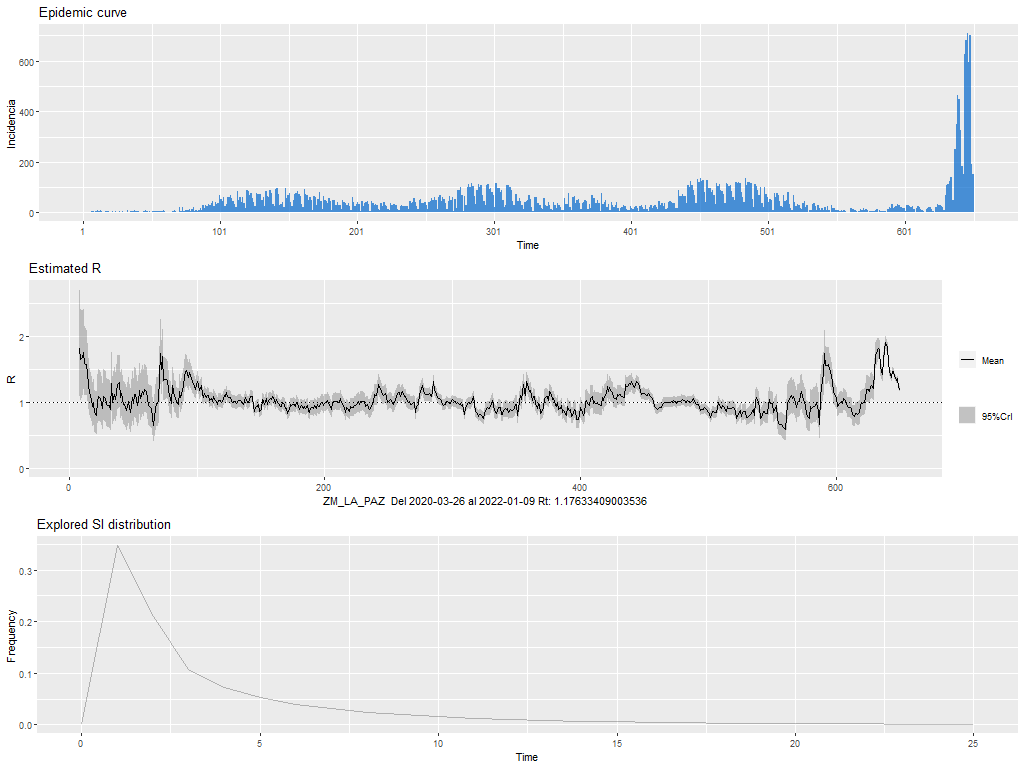 Epidemic curve
Incidencia
600
400
200
0
1
101
201
301
401
501
601
Time
Estimated R
R
2
1
0
0
200
400
600
Mean
95%CrI
ZM_LA_PAZ Del 2020-03-26 al 2022-01-09 Rt: 1.17633409003536
Explored SI distribution
Frequency
0.3
0.2
0.1
0.0
0
5
10
15
20
25
Time